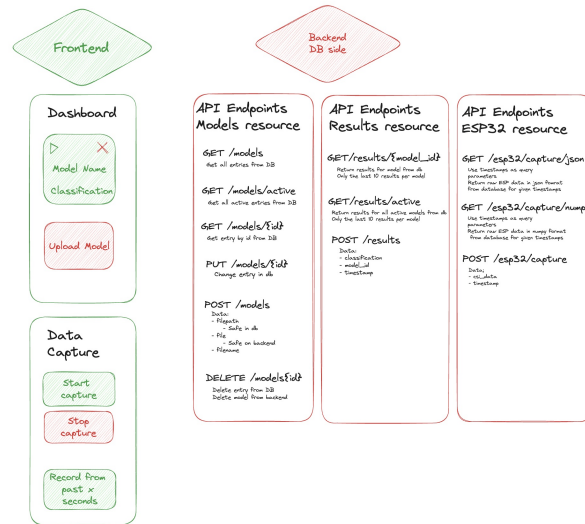 Frontend
Backend
DB side
Dashboard
Model Name
Classification
Upload Model
Data
Capture
Start
capture
Stop
capture
Record from
past x
seconds
API Endpoints
Models resource
GET /models
Get all entries from DB
GET /models/active
Get all active entries from DB
GET /models/{id}
Get entry by id from DB
PUT /models/{id}
Change entry in db
POST /models
Data:
- filepath
- Safe in db
- File
- Safe on backend
- filename
DELETE /models{id}
Delete entry from DB
Delete model from backend
API Endpoints
Results resource
GET/results/{model_id}
Return results for model from db
Only the last 10 results per model
GET/results/active
Return results for all active models from db
Only the last 10 results per model
POST /results
Data:
- classification
- model_id
- timestamp
API Endpoints
ESP32 resource
GET /esp32/capture/json
Use timestamps as query
parameters
Return raw ESP data in json format
from database for given timestamps
GET /esp32/capture/nump
Use timestamps as query
parameters
Return raw ESP data in numpy format
from database for given timestamps
POST /esp32/capture
Data;
- csi_data
- timestamp